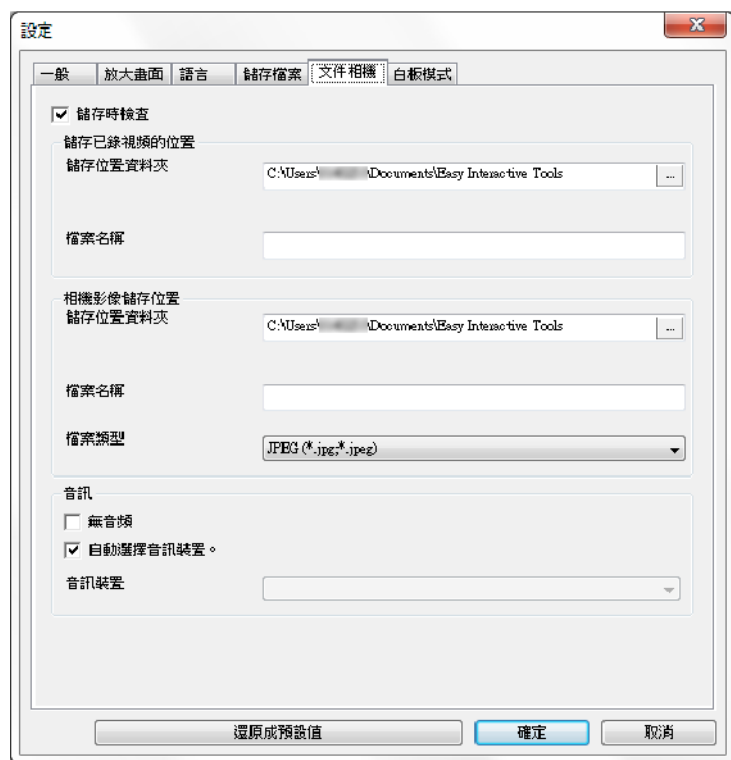 設定
一般 放大畫面 語言 儲存檔案 文件相機 白板模式
儲存時檢查
儲存已錄視頻的位置
儲存位置資料夾 C:\Users\ \Documents\Easy Interactive Tools ...
檔案名稱
相機影像儲存位置
儲存位置資料夾 C:\Users\ \Documents\Easy Interactive Tools ...
檔案名稱
檔案類型 JPEG (*.jpg;*.jpeg)
音訊
無音頻
自動選擇音訊裝置。
音訊裝置
還原成預設值 確定 取消